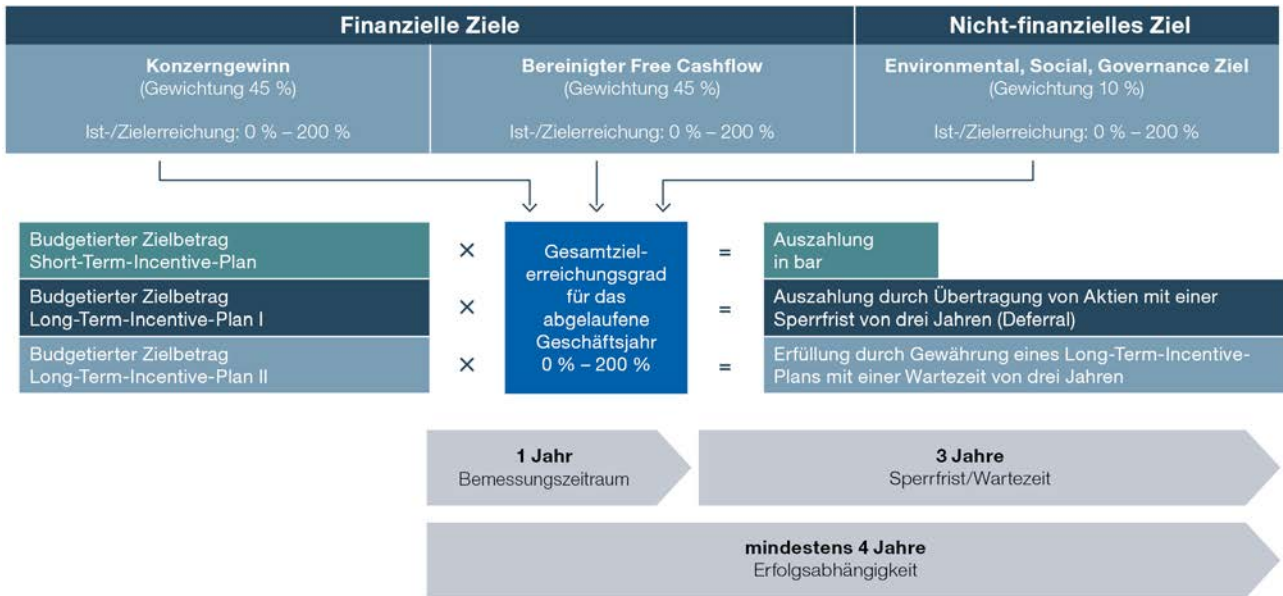 Finanzielle Ziele
Nicht-finanzielles Ziel
Konzerngewinn
(Gewichtung 45 %)
Ist-/Zielerreichung: 0 % – 200 %
Bereinigter Free Cashflow
(Gewichtung 45 %)
Ist-/Zielerreichung: 0 % – 200 %
Environmental, Social, Governance Ziel
(Gewichtung 10 %)
Ist-/Zielerreichung: 0 % – 200 %
Budgetierter Zielbetrag
Short-Term-Incentive-Plan
×
Gesamtziel-
erreichungsgrad
für das
abgelaufene
Geschäftsjahr
0 % – 200 %
=
Auszahlung
in bar
Budgetierter Zielbetrag
Long-Term-Incentive-Plan I
×
=
Auszahlung durch Übertragung von Aktien mit einer
Sperrfrist von drei Jahren (Deferral)
Budgetierter Zielbetrag
Long-Term-Incentive-Plan II
×
=
Erfüllung durch Gewährung eines Long-Term-Incentive-
Plans mit einer Wartezeit von drei Jahren
1 Jahr
Bemessungszeitraum
3 Jahre
Sperrfrist/Wartezeit
mindestens 4 Jahre
Erfolgsabhängigkeit